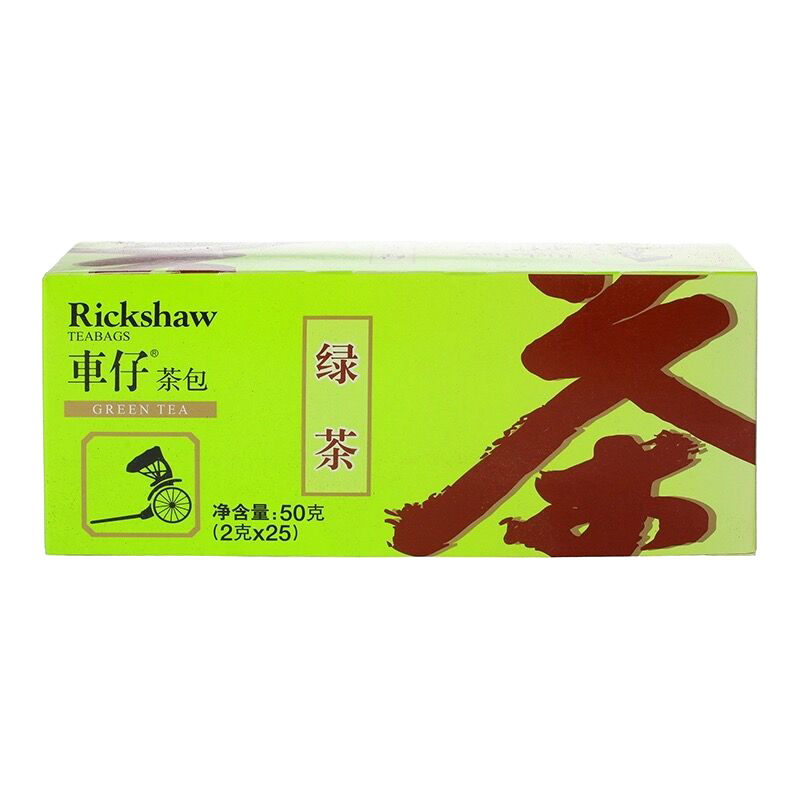 Rickshaw
TEABAGS
車仔® 茶包
GREEN TEA
绿茶
净含量:50克
(2克x25)
茶